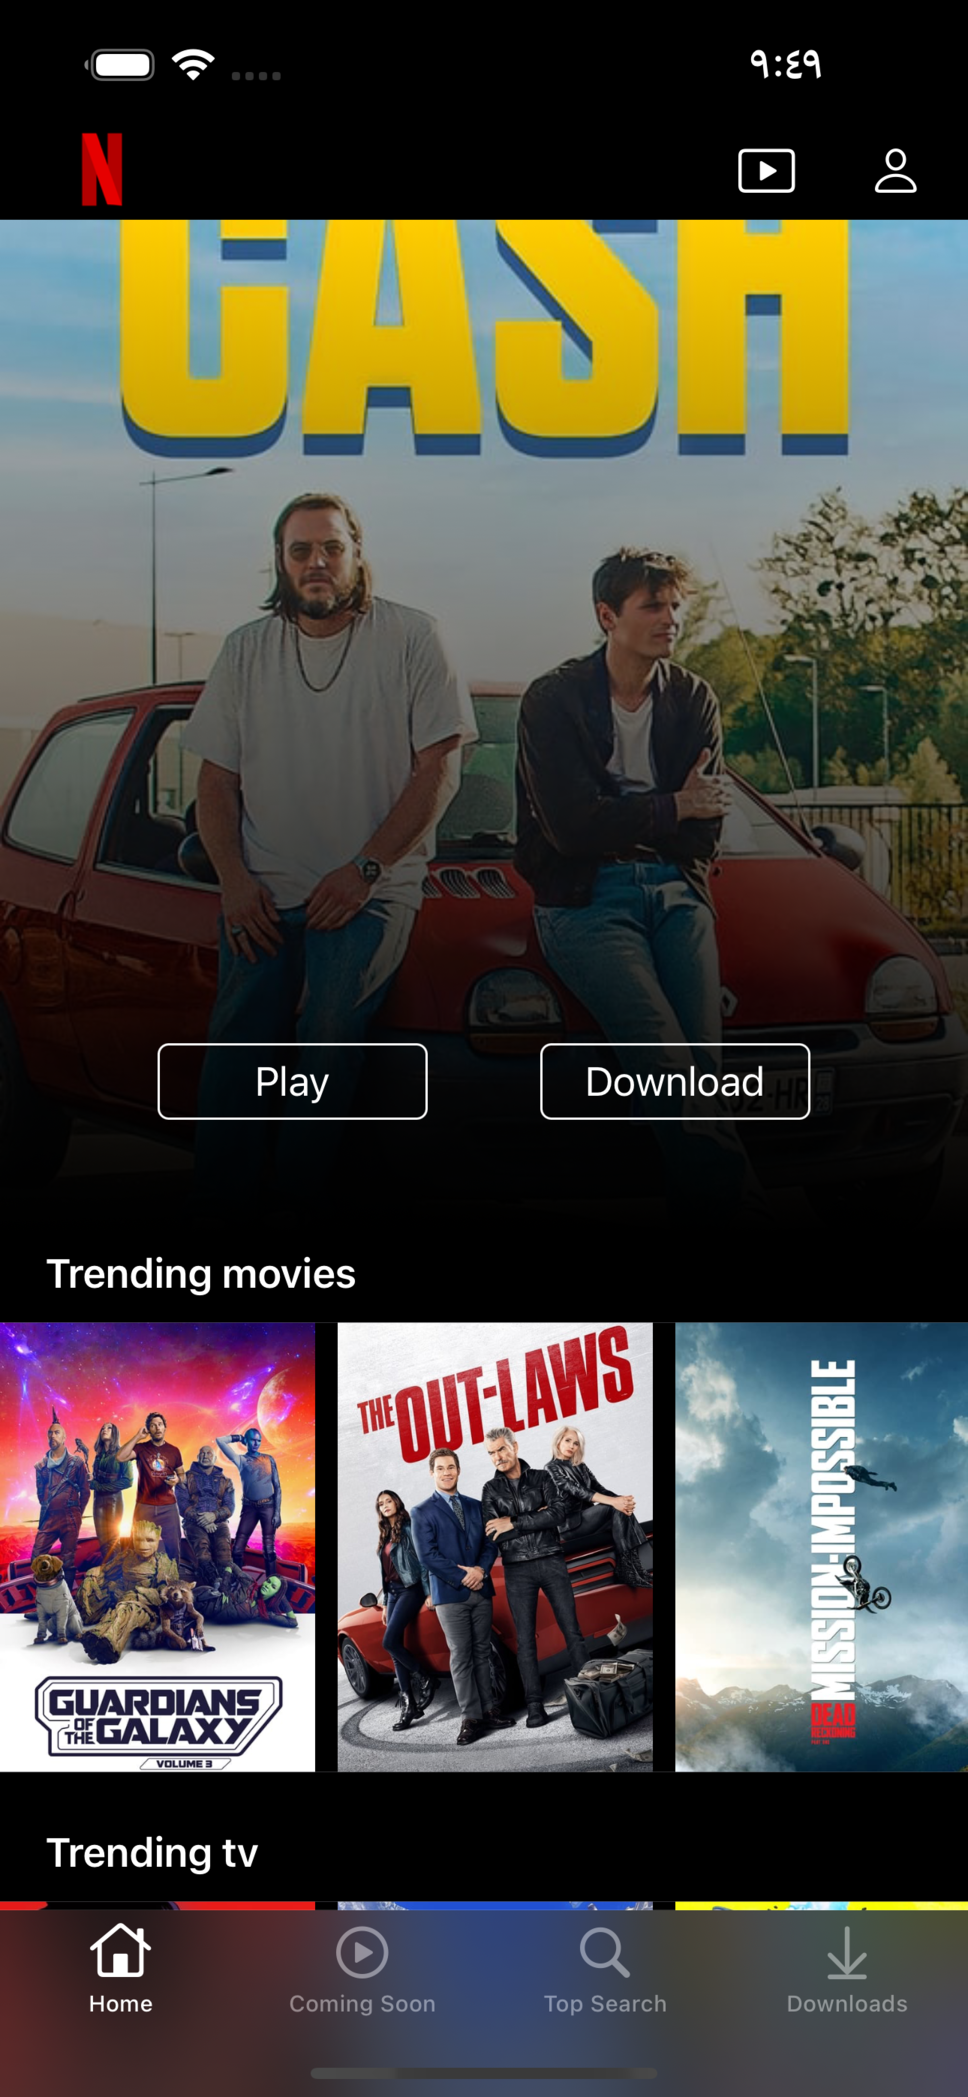 ٩:٤٩
N
CASH
Play
Download
Trending movies
GUARDIANS
OF THE
GALAXY
VOLUME 3
THE OUT-LAWS
MISSION:IMPOSSIBLE
DEAD
RECKONING
Trending tv
Home
Coming Soon
Top Search
Downloads